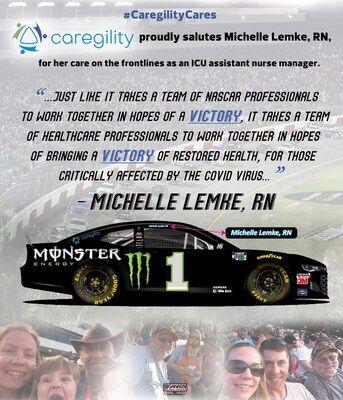 #CaregilityCares
caregility proudly salutes Michelle Lemke, RN,
for her care on the frontlines as an ICU assistant nurse manager.
“...JUST LIKE IT TAKES A TEAM OF NASCAR PROFESSIONALS
TO WORK TOGETHER IN HOPES OF A VICTORY, IT TAKES A TEAM
OF HEALTHCARE PROFESSIONALS TO WORK TOGETHER IN HOPES
OF BRINGING A VICTORY OF RESTORED HEALTH, FOR THOSE
CRITICALLY AFFECTED BY THE COVID VIRUS... ”
- MICHELLE LEMKE, RN
caregility
Michelle Lemke, RN
MONSTER
ENERGY
1
GOODYEAR